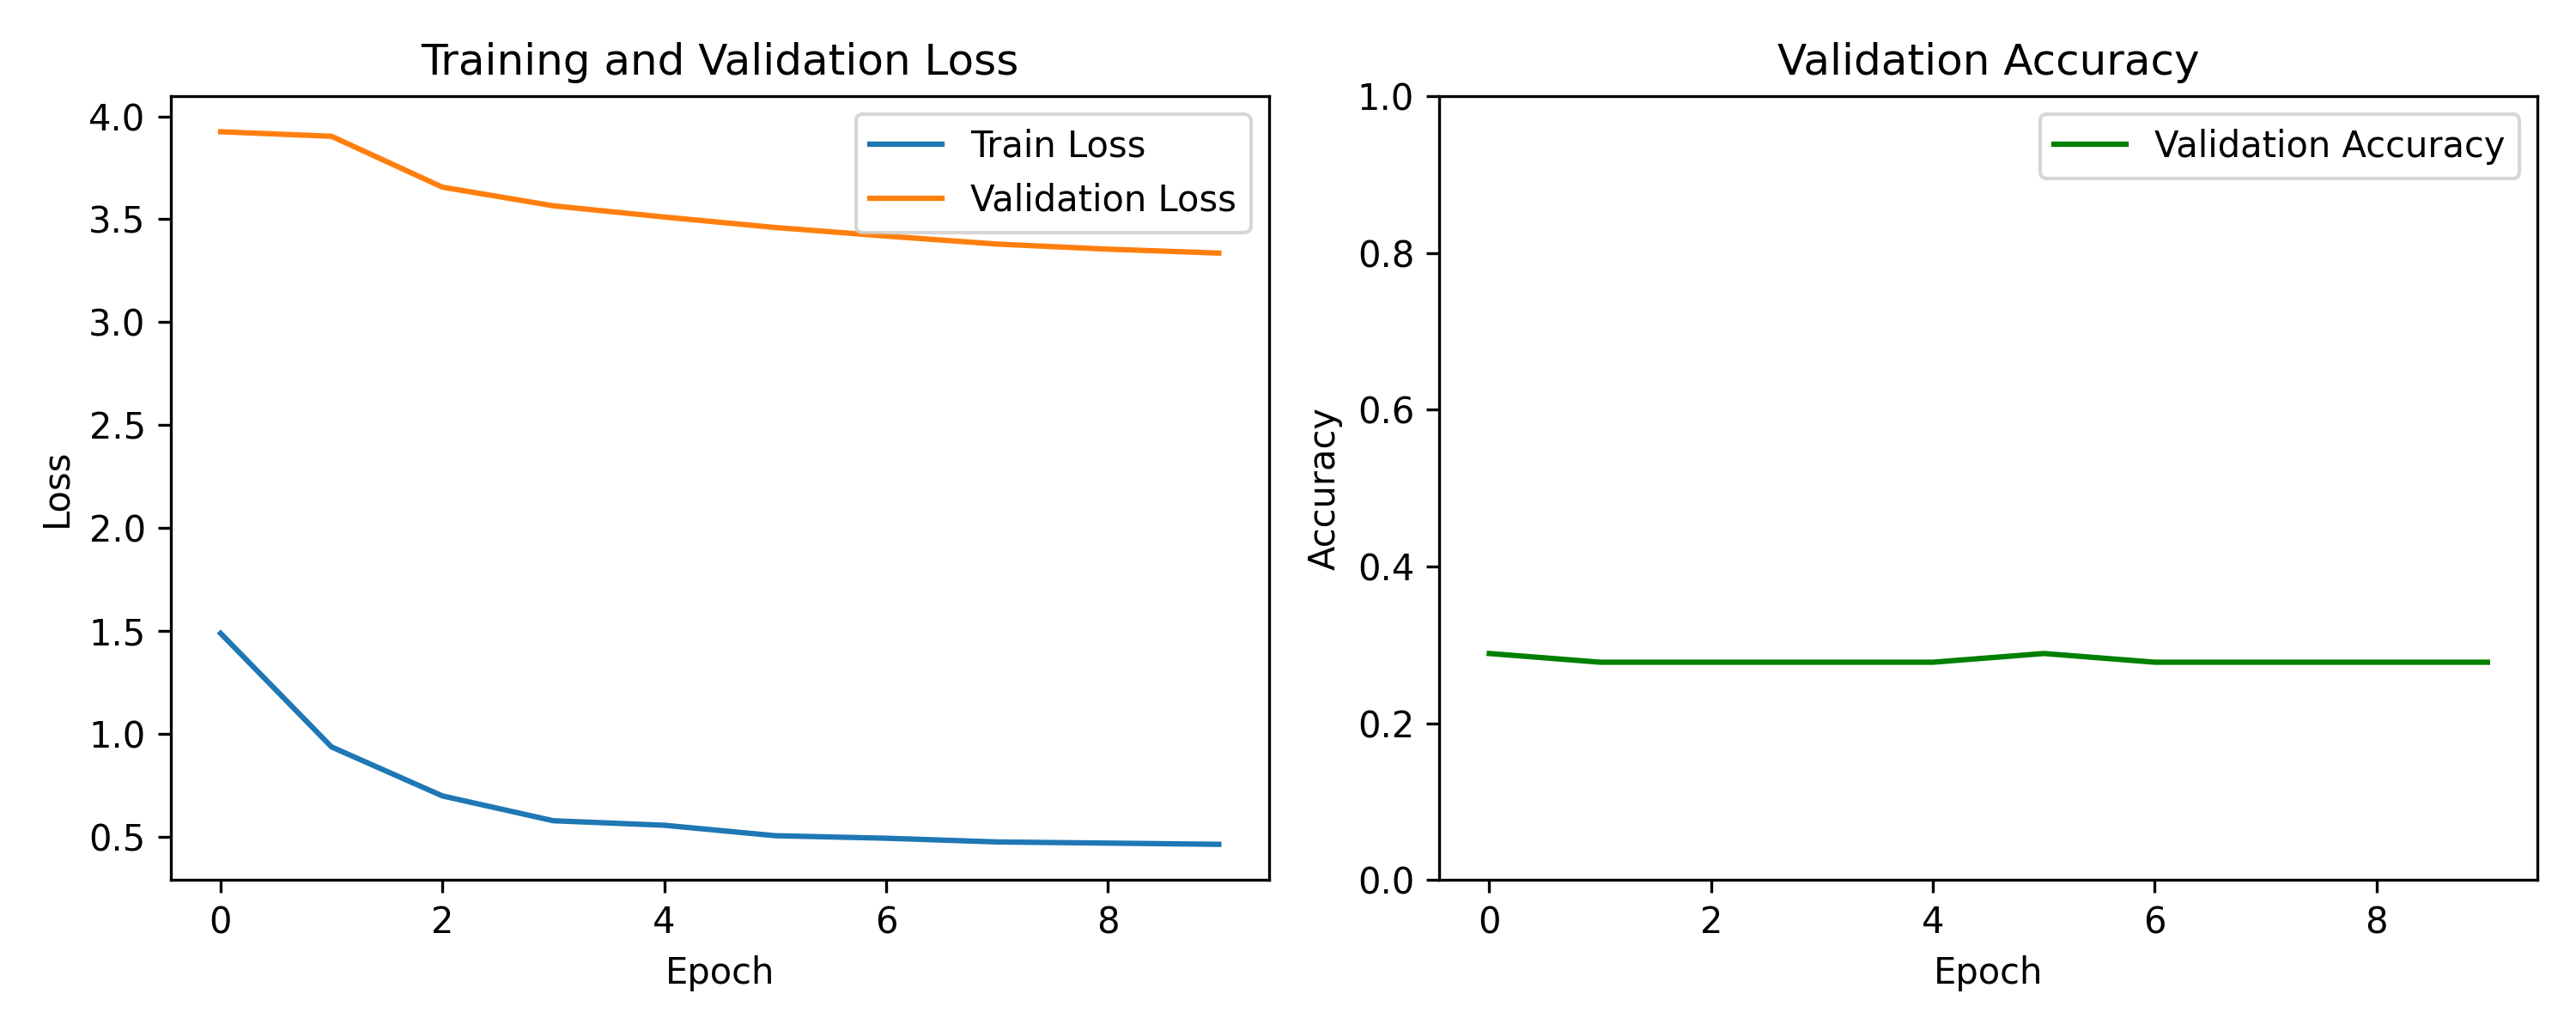 Training and Validation Loss
4.0
3.5
3.0
2.5
2.0
1.5
1.0
0.5
Loss
0 2 4 6 8
Epoch
Train Loss
Validation Loss
Validation Accuracy
1.0
0.8
0.6
0.4
0.2
0.0
Accuracy
0 2 4 6 8
Epoch
Validation Accuracy